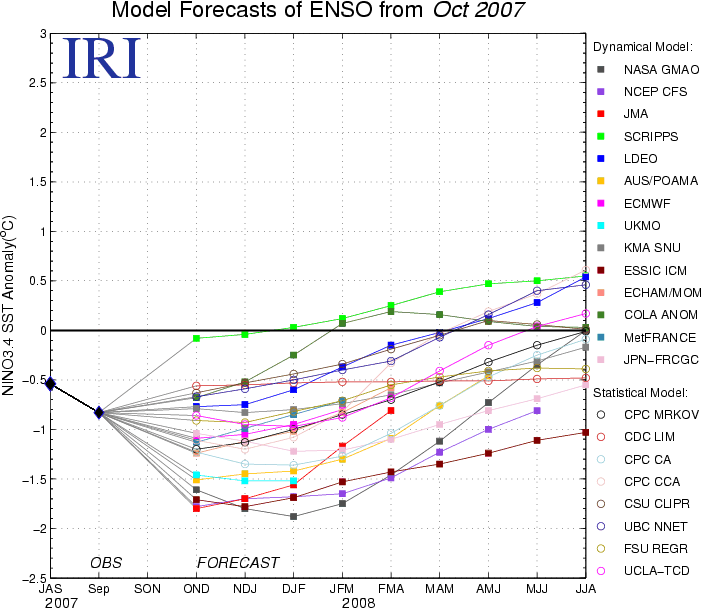 Model Forecasts of ENSO from Oct 2007
IRI
NINO3.4 SST Anomaly(°C)
3
2.5
2
1.5
1
0.5
0
−0.5
−1
−1.5
−2
−2.5
OBS
FORECAST
JAS
Sep
SON
OND
NDJ
DJF
JFM
FMA
MAM
AMJ
MJJ
JJA
2007
2008
Dynamical Model:
NASA GMAO
NCEP CFS
JMA
SCRIPPS
LDEO
AUS/POAMA
ECMWF
UKMO
KMA SNU
ESSIC ICM
ECHAM/MOM
COLA ANOM
MetFRANCE
JPN−FRCGC
Statistical Model:
CPC MRKOV
CDC LIM
CPC CA
CPC CCA
CSU CLIPR
UBC NNET
FSU REGR
UCLA−TCD